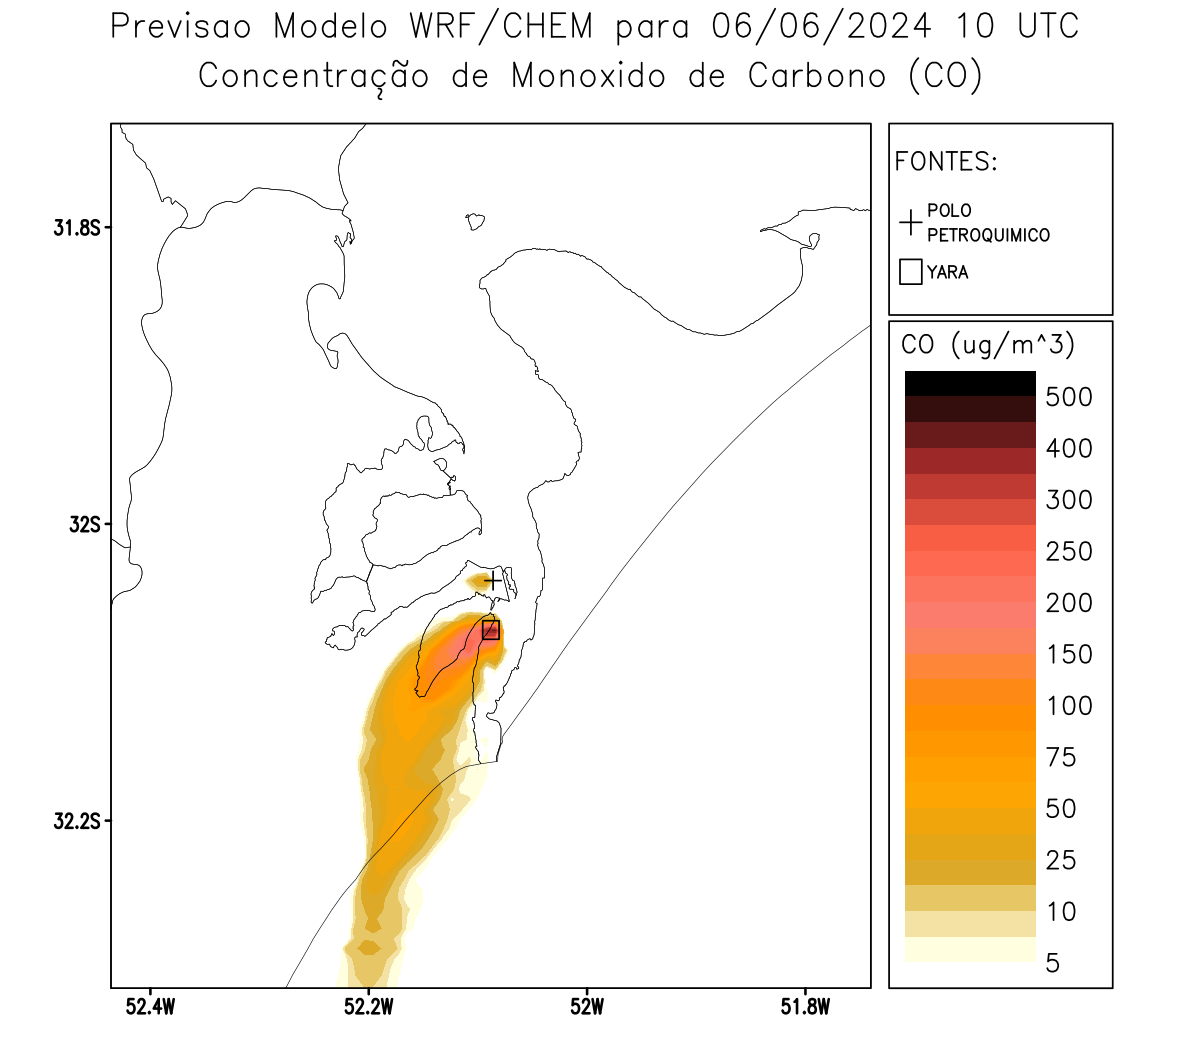 Previsao Modelo WRF/CHEM para 06/06/2024 10 UTC
Concentração de Monoxido de Carbono (CO)
FONTES:
POLO
PETROQUIMICO
YARA
CO (ug/m^3)
500
400
300
250
200
150
100
75
50
25
10
5
31.8S
32S
32.2S
52.4W
52.2W
52W
51.8W